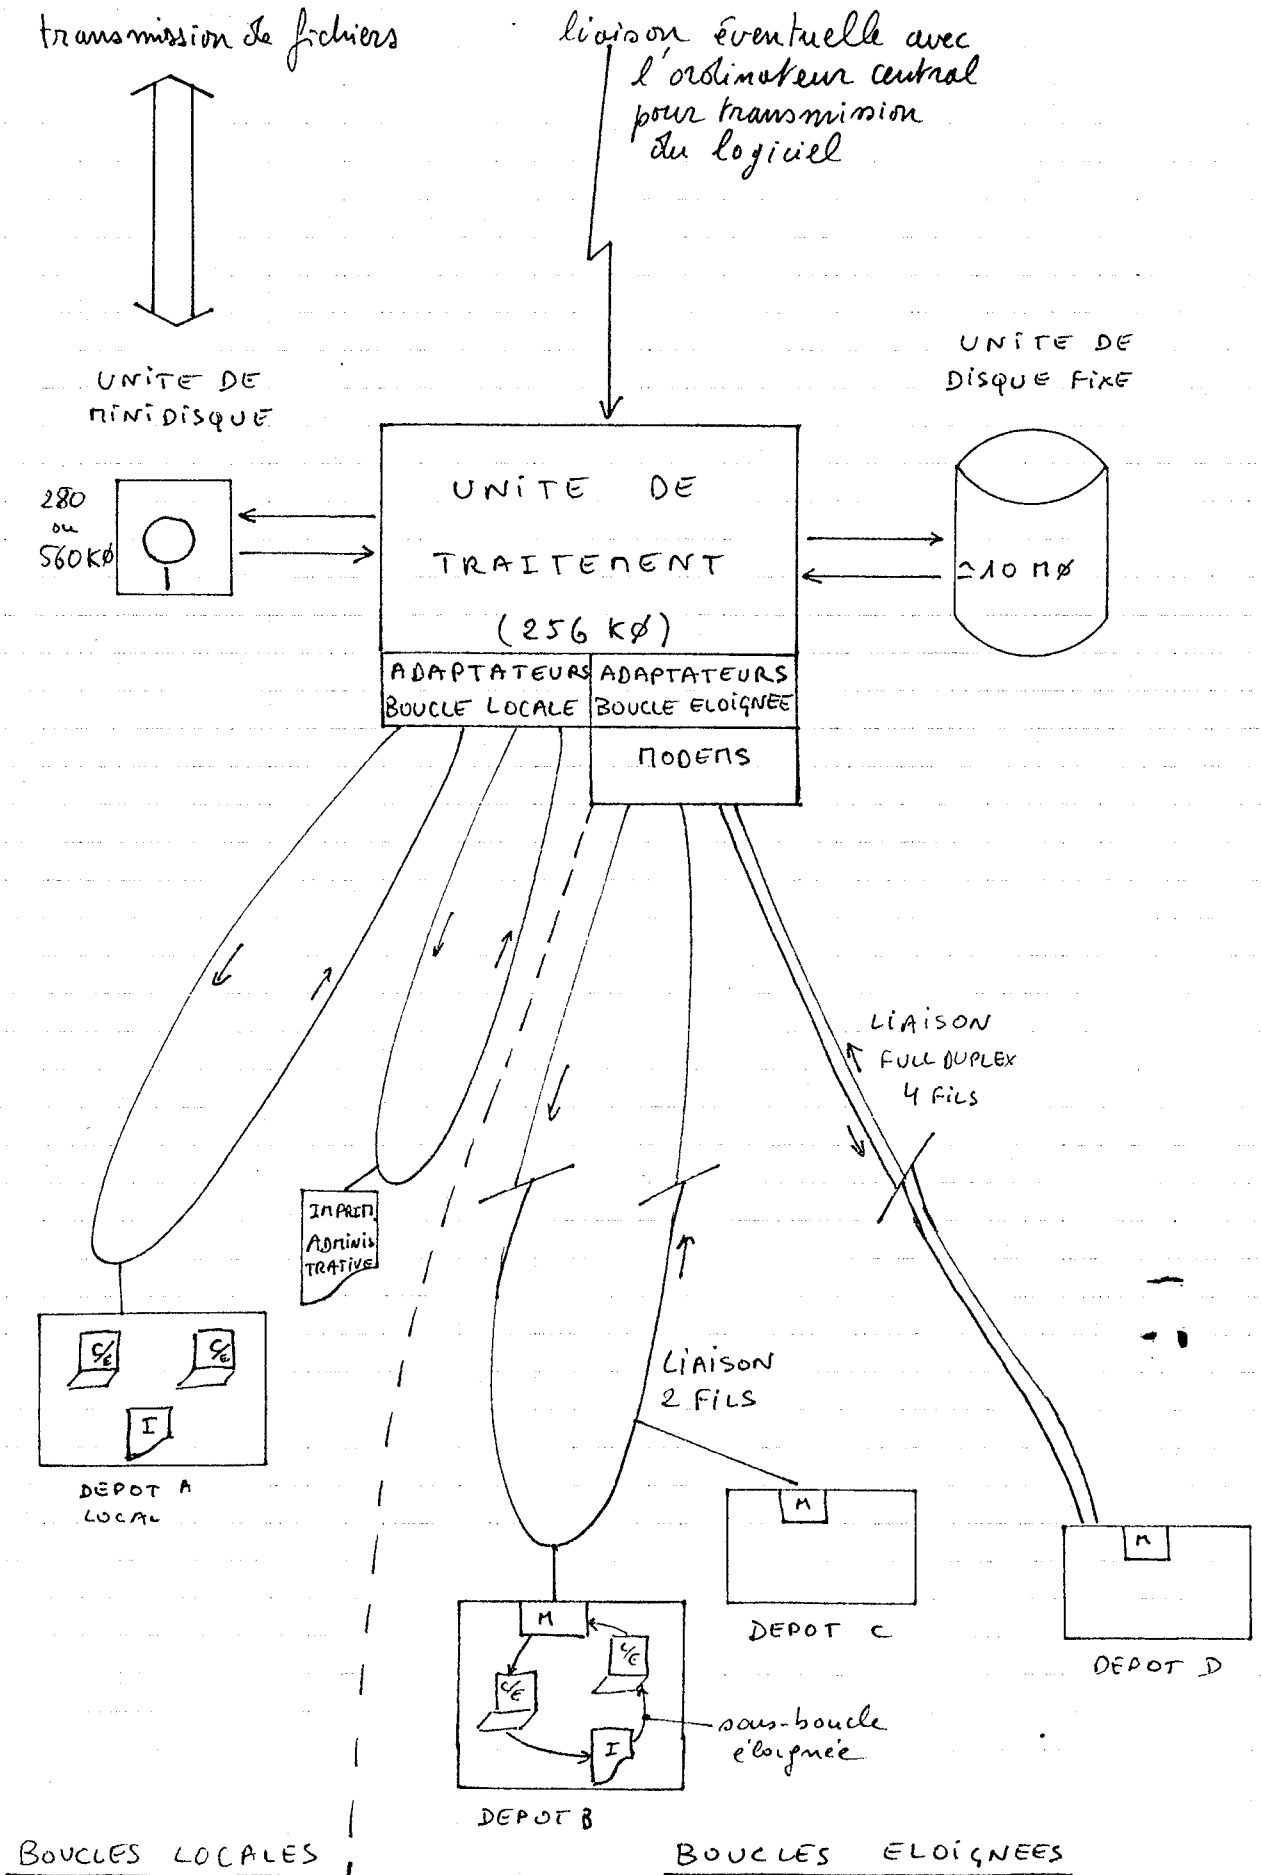 transmission de fichiers
liaison éventuelle avec
l'ordinateur central
pour transmission
du logiciel
UNITE DE
MINIDISQUE
UNITE DE
DISQUE FIXE
280
ou
560 KØ
UNITE DE
TRAITEMENT
(256 KØ)
≃10 MØ
ADAPTATEURS
BOUCLE LOCALE
ADAPTATEURS
BOUCLE ELOIGNEE
MODEMS
LIAISON
FULL DUPLEX
4 FILS
IMPRIM.
ADMINIS
TRATIVE
C/E
C/E
I
DEPOT A
LOCAL
LIAISON
2 FILS
M
DEPOT C
M
DEPOT D
M
C/E
C/E
I
sous-boucle
éloignée
DEPOT B
BOUCLES LOCALES
BOUCLES ELOIGNEES